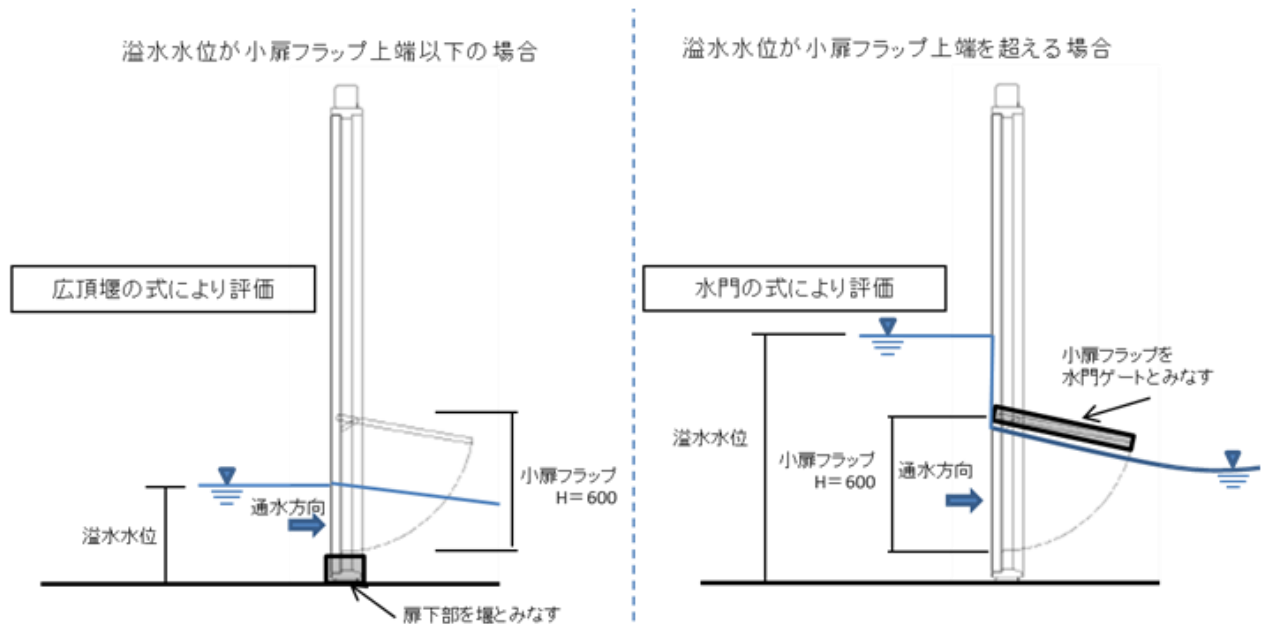 溢水水位が小扉フラップ上端以下の場合
広頂堰の式により評価
小扉フラップ
H＝600
通水方向
溢水水位
扉下部を堰とみなす
溢水水位が小扉フラップ上端を超える場合
水門の式により評価
小扉フラップを
水門ゲートとみなす
溢水水位
小扉フラップ
H＝600
通水方向